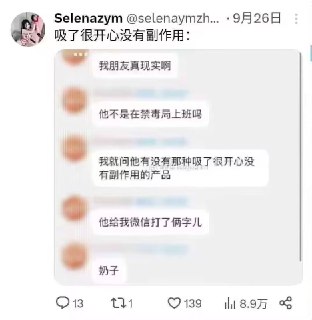 Selenazym @selenaymzh... · 9月26日
吸了很开心没有副作用：
我朋友真现实啊
他不是在禁毒局上班吗
我就问他有没有那种吸了很开心没
有副作用的产品
他给我微信打了俩字儿
奶子
13 1 139 8.9万